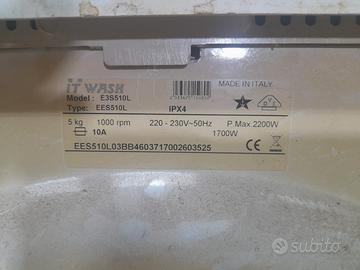 iT WASH
MADE IN ITALY
Model : E3S510L
Type: EES510L
IPX4
5 kg 1000 rpm 220 - 230V~50Hz P.Max.2200W
10A 1700W
EES510L03BB4603717002603525
subito